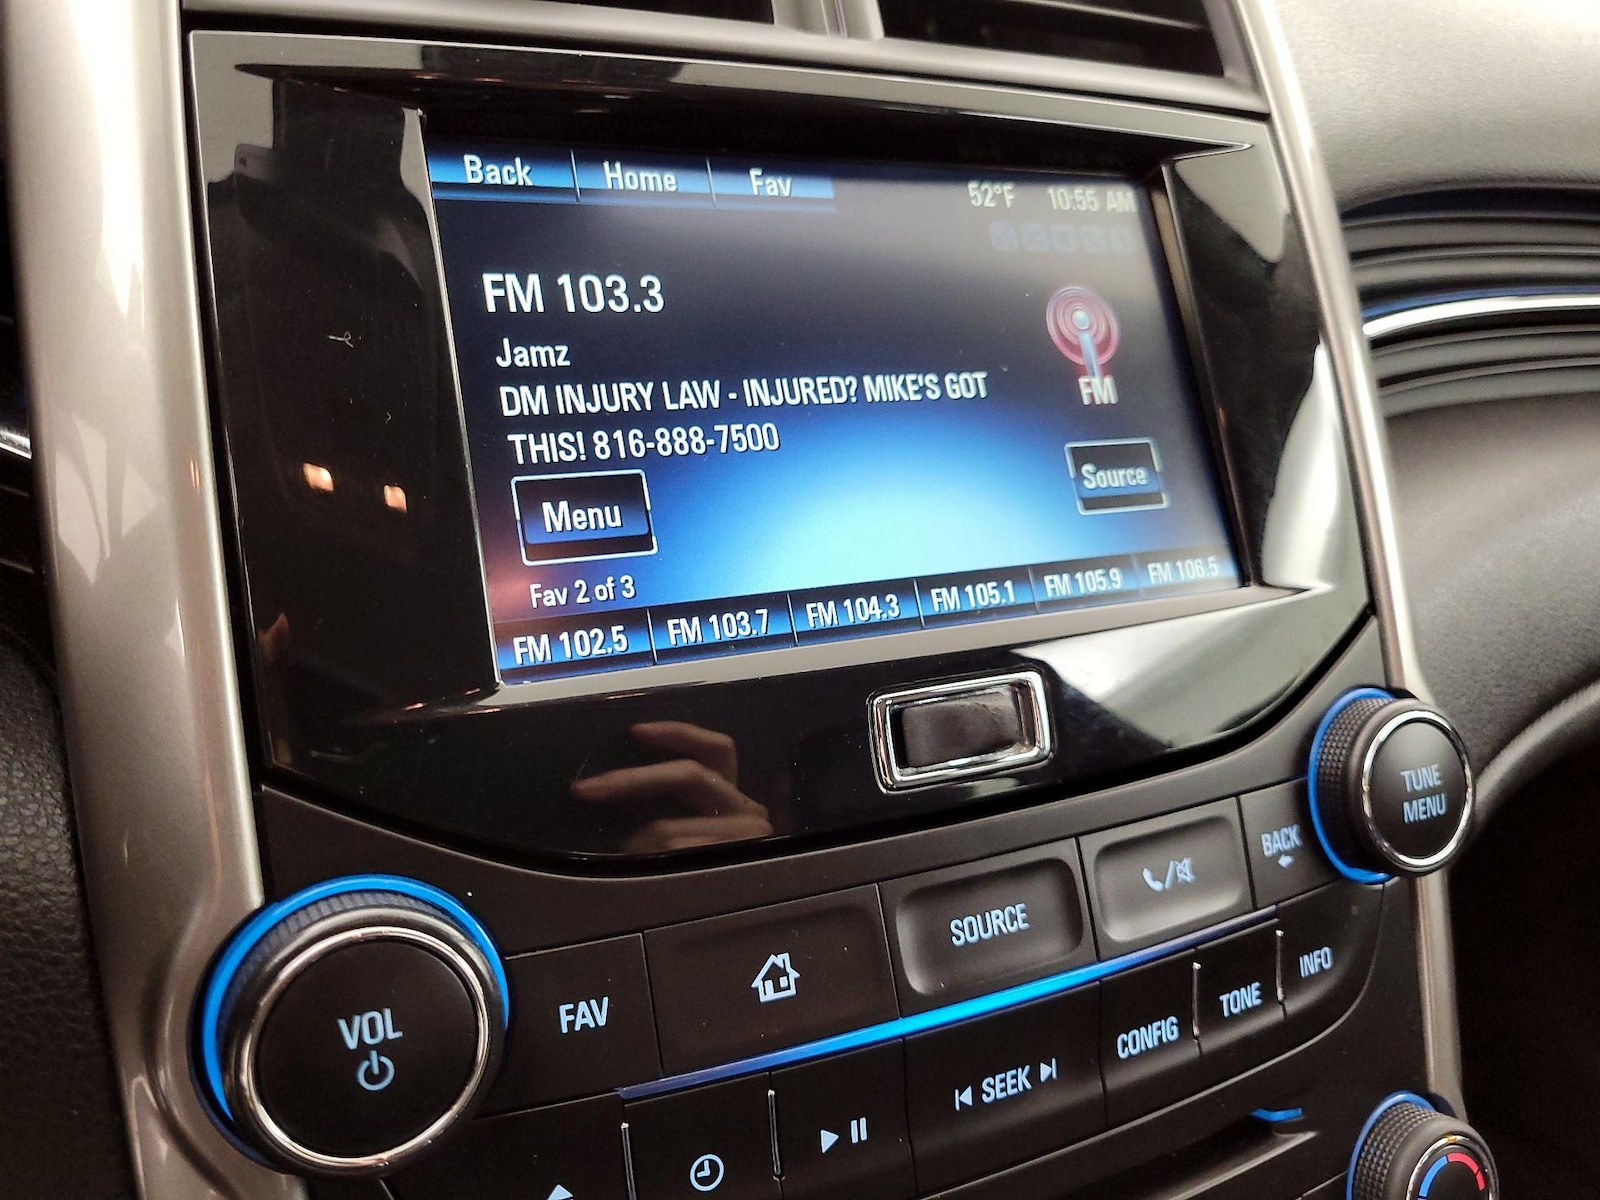 Back Home Fav 52°F 10:55 AM
FM 103.3
Jamz
DM INJURY LAW - INJURED? MIKE'S GOT
THIS! 816-888-7500
FM
Menu
Source
Fav 2 of 3
FM 102.5 FM 103.7 FM 104.3 FM 105.1 FM 105.9 FM 106.5
TUNE
MENU
BACK
SOURCE
VOL
FAV
INFO
TONE
CONFIG
SEEK